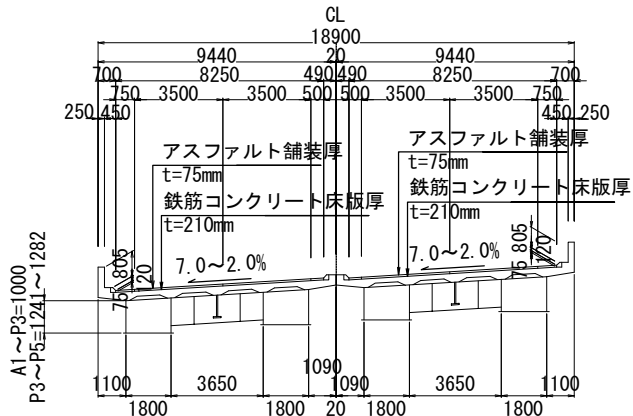 CL
18900
9440 20 9440
700 8250 490 490 8250 700
750 3500 3500 500 500 3500 3500 750
250 450 450 250
アスファルト舗装厚
t=75mm
鉄筋コンクリート床版厚
t=210mm
アスファルト舗装厚
t=75mm
鉄筋コンクリート床版厚
t=210mm
805
120
75
7.0～2.0%
7.0～2.0%
805
120
75
A1～P3=1000
P3～P5=1241～1282
1090
1100 3650 1090 3650 1100
1800 1800 20 1800 1800